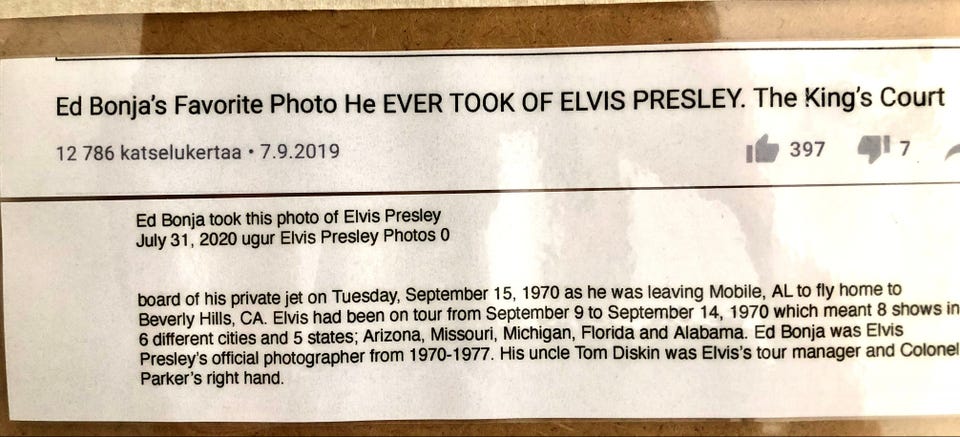 Ed Bonja's Favorite Photo He EVER TOOK OF ELVIS PRESLEY. The King's Court
12 786 katselukertaa • 7.9.2019
397
7
Ed Bonja took this photo of Elvis Presley
July 31, 2020 ugur Elvis Presley Photos 0
board of his private jet on Tuesday, September 15, 1970 as he was leaving Mobile, AL to fly home to
Beverly Hills, CA. Elvis had been on tour from September 9 to September 14, 1970 which meant 8 shows in
6 different cities and 5 states; Arizona, Missouri, Michigan, Florida and Alabama. Ed Bonja was Elvis
Presley's official photographer from 1970-1977. His uncle Tom Diskin was Elvis's tour manager and Colonel
Parker's right hand.